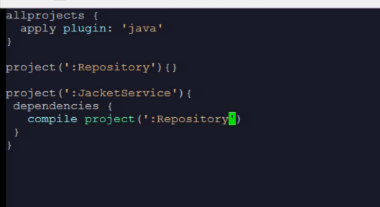 allprojects {
  apply plugin: 'java'
}
project(':Repository'){}
project(':JacketService'){
 dependencies {
   compile project(':Repository')
 }
}